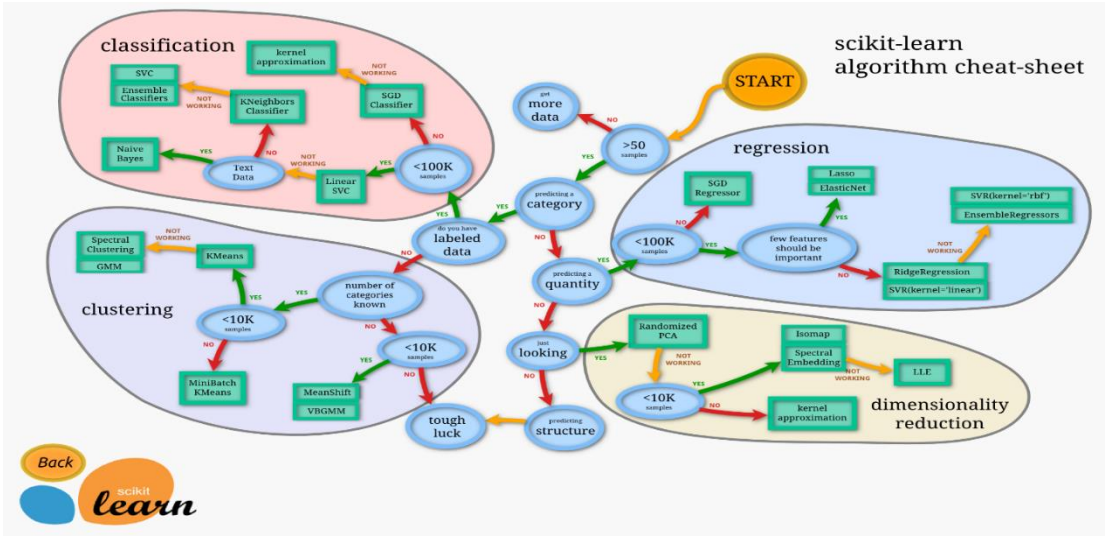 scikit-learn
algorithm cheat-sheet
START
classification
kernel
approximation
NOT
WORKING
SVC
Ensemble
Classifiers
NOT
WORKING
KNeighbors
Classifier
SGD
Classifier
NO
Naive
Bayes
YES
Text
Data
NO
NOT
WORKING
Linear
SVC
YES
<100K
samples
YES
get
more
data
NO
>50
samples
YES
predicting a
category
YES
NO
do you have
labeled
data
NO
predicting a
quantity
YES
NO
just
looking
YES
NO
predicting
structure
tough
luck
regression
SGD
Regressor
NO
<100K
samples
YES
Lasso
ElasticNet
YES
few features
should be
important
NO
SVR(kernel='rbf')
EnsembleRegressors
NOT
WORKING
RidgeRegression
SVR(kernel='linear')
clustering
Spectral
Clustering
GMM
NOT
WORKING
KMeans
YES
<10K
samples
YES
NO
number of
categories
known
NO
MiniBatch
KMeans
<10K
samples
YES
NO
MeanShift
VBGMM
dimensionality
reduction
Randomized
PCA
NOT
WORKING
<10K
samples
YES
NO
Isomap
Spectral
Embedding
NOT
WORKING
LLE
kernel
approximation
Back
scikit
learn